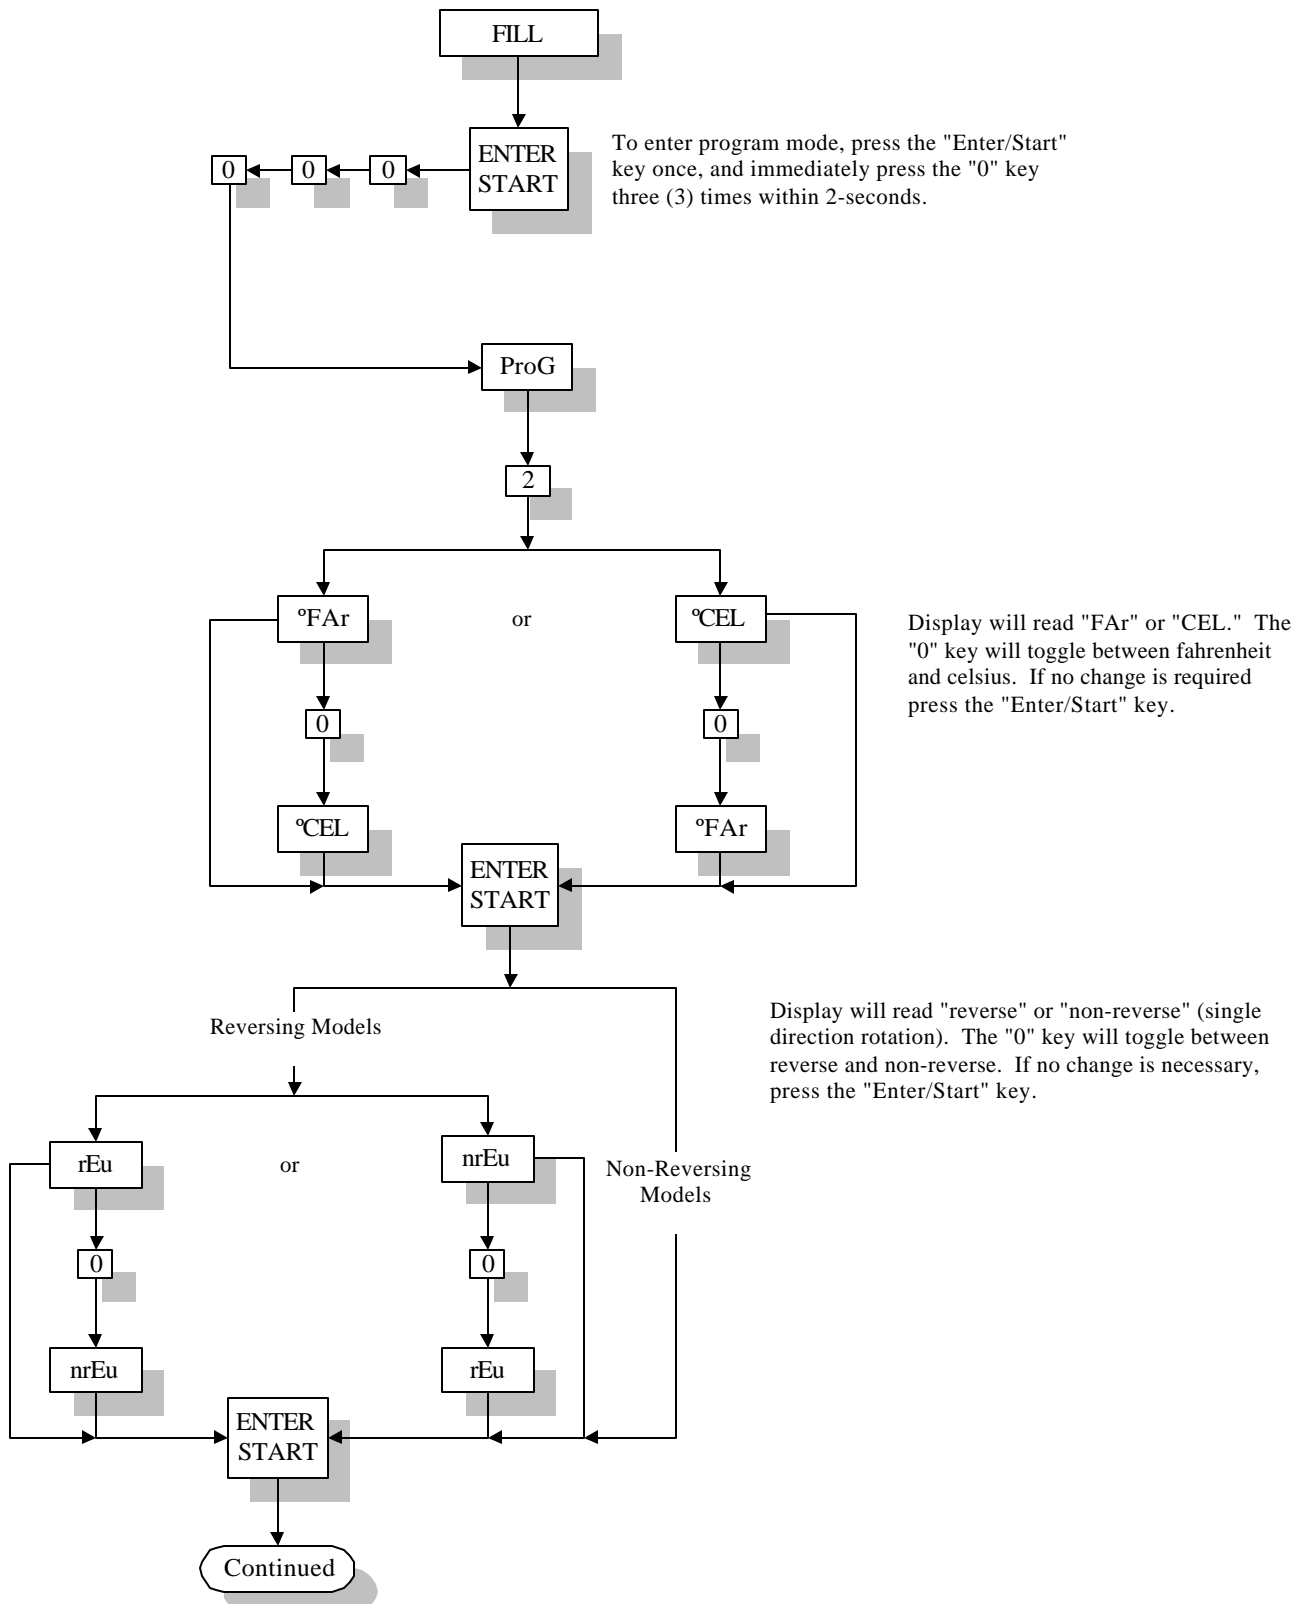 FILL
ENTER
START
To enter program mode, press the "Enter/Start"
key once, and immediately press the "0" key
three (3) times within 2-seconds.
0 0 0
ProG
2
ºFAr or ºCEL
Display will read "FAr" or "CEL." The
"0" key will toggle between fahrenheit
and celsius. If no change is required
press the "Enter/Start" key.
0 0
ºCEL ºFAr
ENTER
START
Reversing Models
Display will read "reverse" or "non-reverse" (single
direction rotation). The "0" key will toggle between
reverse and non-reverse. If no change is necessary,
press the "Enter/Start" key.
rEu or nrEu
Non-Reversing
Models
0 0
nrEu rEu
ENTER
START
Continued